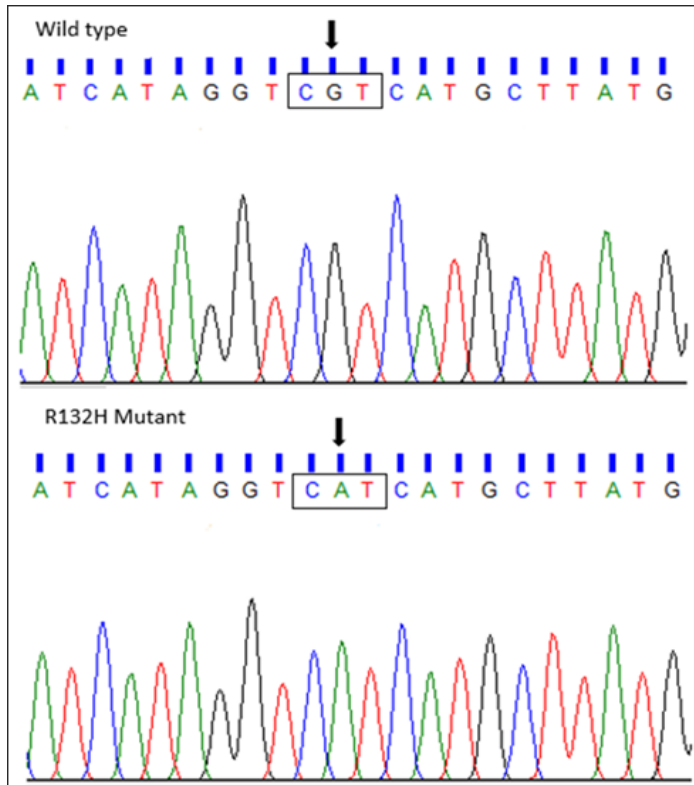 Wild type
A T C A T A G G T C G T C A T G C T T A T G
R132H Mutant
A T C A T A G G T C A T C A T G C T T A T G